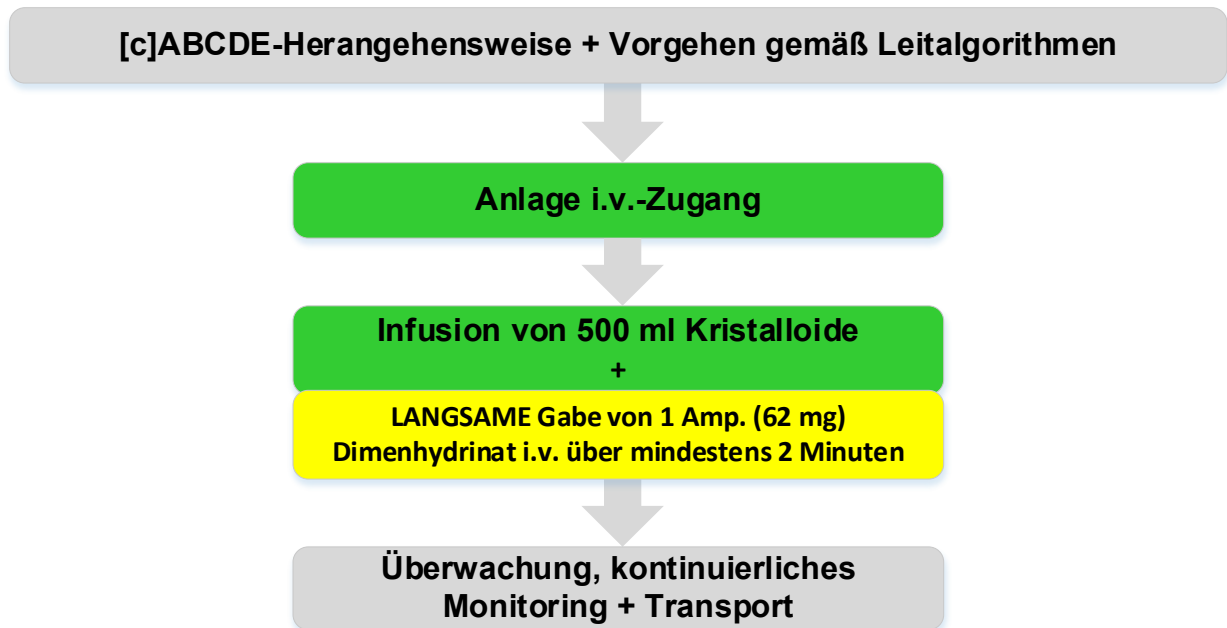 [c]ABCDE-Herangehensweise + Vorgehen gemäß Leitalgorithmen
Anlage i.v.-Zugang
Infusion von 500 ml Kristalloide
+
LANGSAME Gabe von 1 Amp. (62 mg)
Dimenhydrinat i.v. über mindestens 2 Minuten
Überwachung, kontinuierliches
Monitoring + Transport